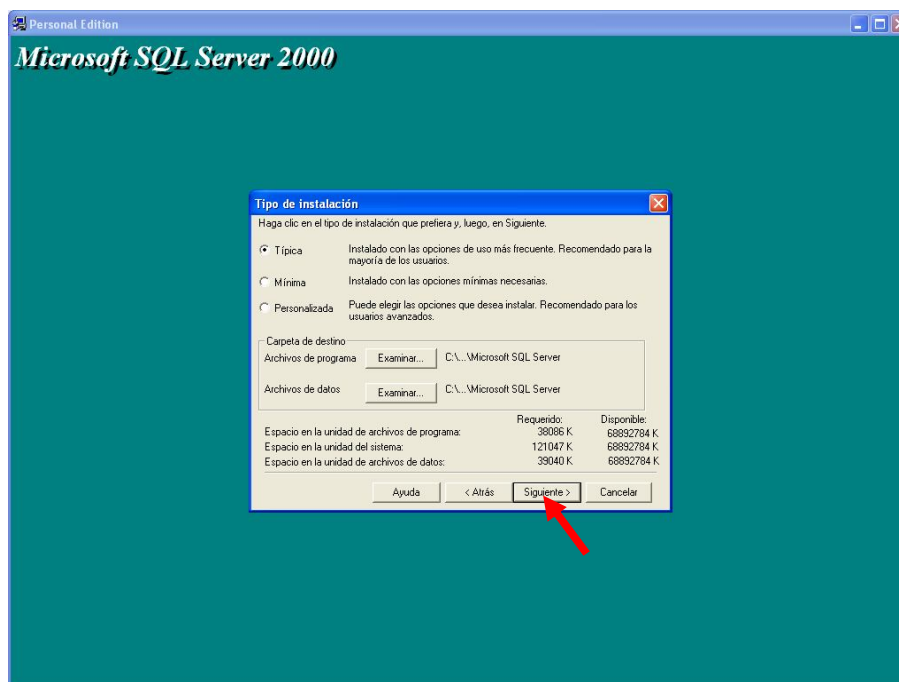 Personal Edition
Microsoft SQL Server 2000
Tipo de instalación
Haga clic en el tipo de instalación que prefiera y, luego, en Siguiente.
Típica Instalado con las opciones de uso más frecuente. Recomendado para la
mayoría de los usuarios.
Mínima Instalado con las opciones mínimas necesarias.
Personalizada Puede elegir las opciones que desea instalar. Recomendado para los
usuarios avanzados.
Carpeta de destino
Archivos de programa Examinar... C:\...\Microsoft SQL Server
Archivos de datos Examinar... C:\...\Microsoft SQL Server
Requerido: Disponible:
Espacio en la unidad de archivos de programa: 38086 K 68892784 K
Espacio en la unidad del sistema: 121047 K 68892784 K
Espacio en la unidad de archivos de datos: 39040 K 68892784 K
Ayuda < Atrás Siguiente > Cancelar